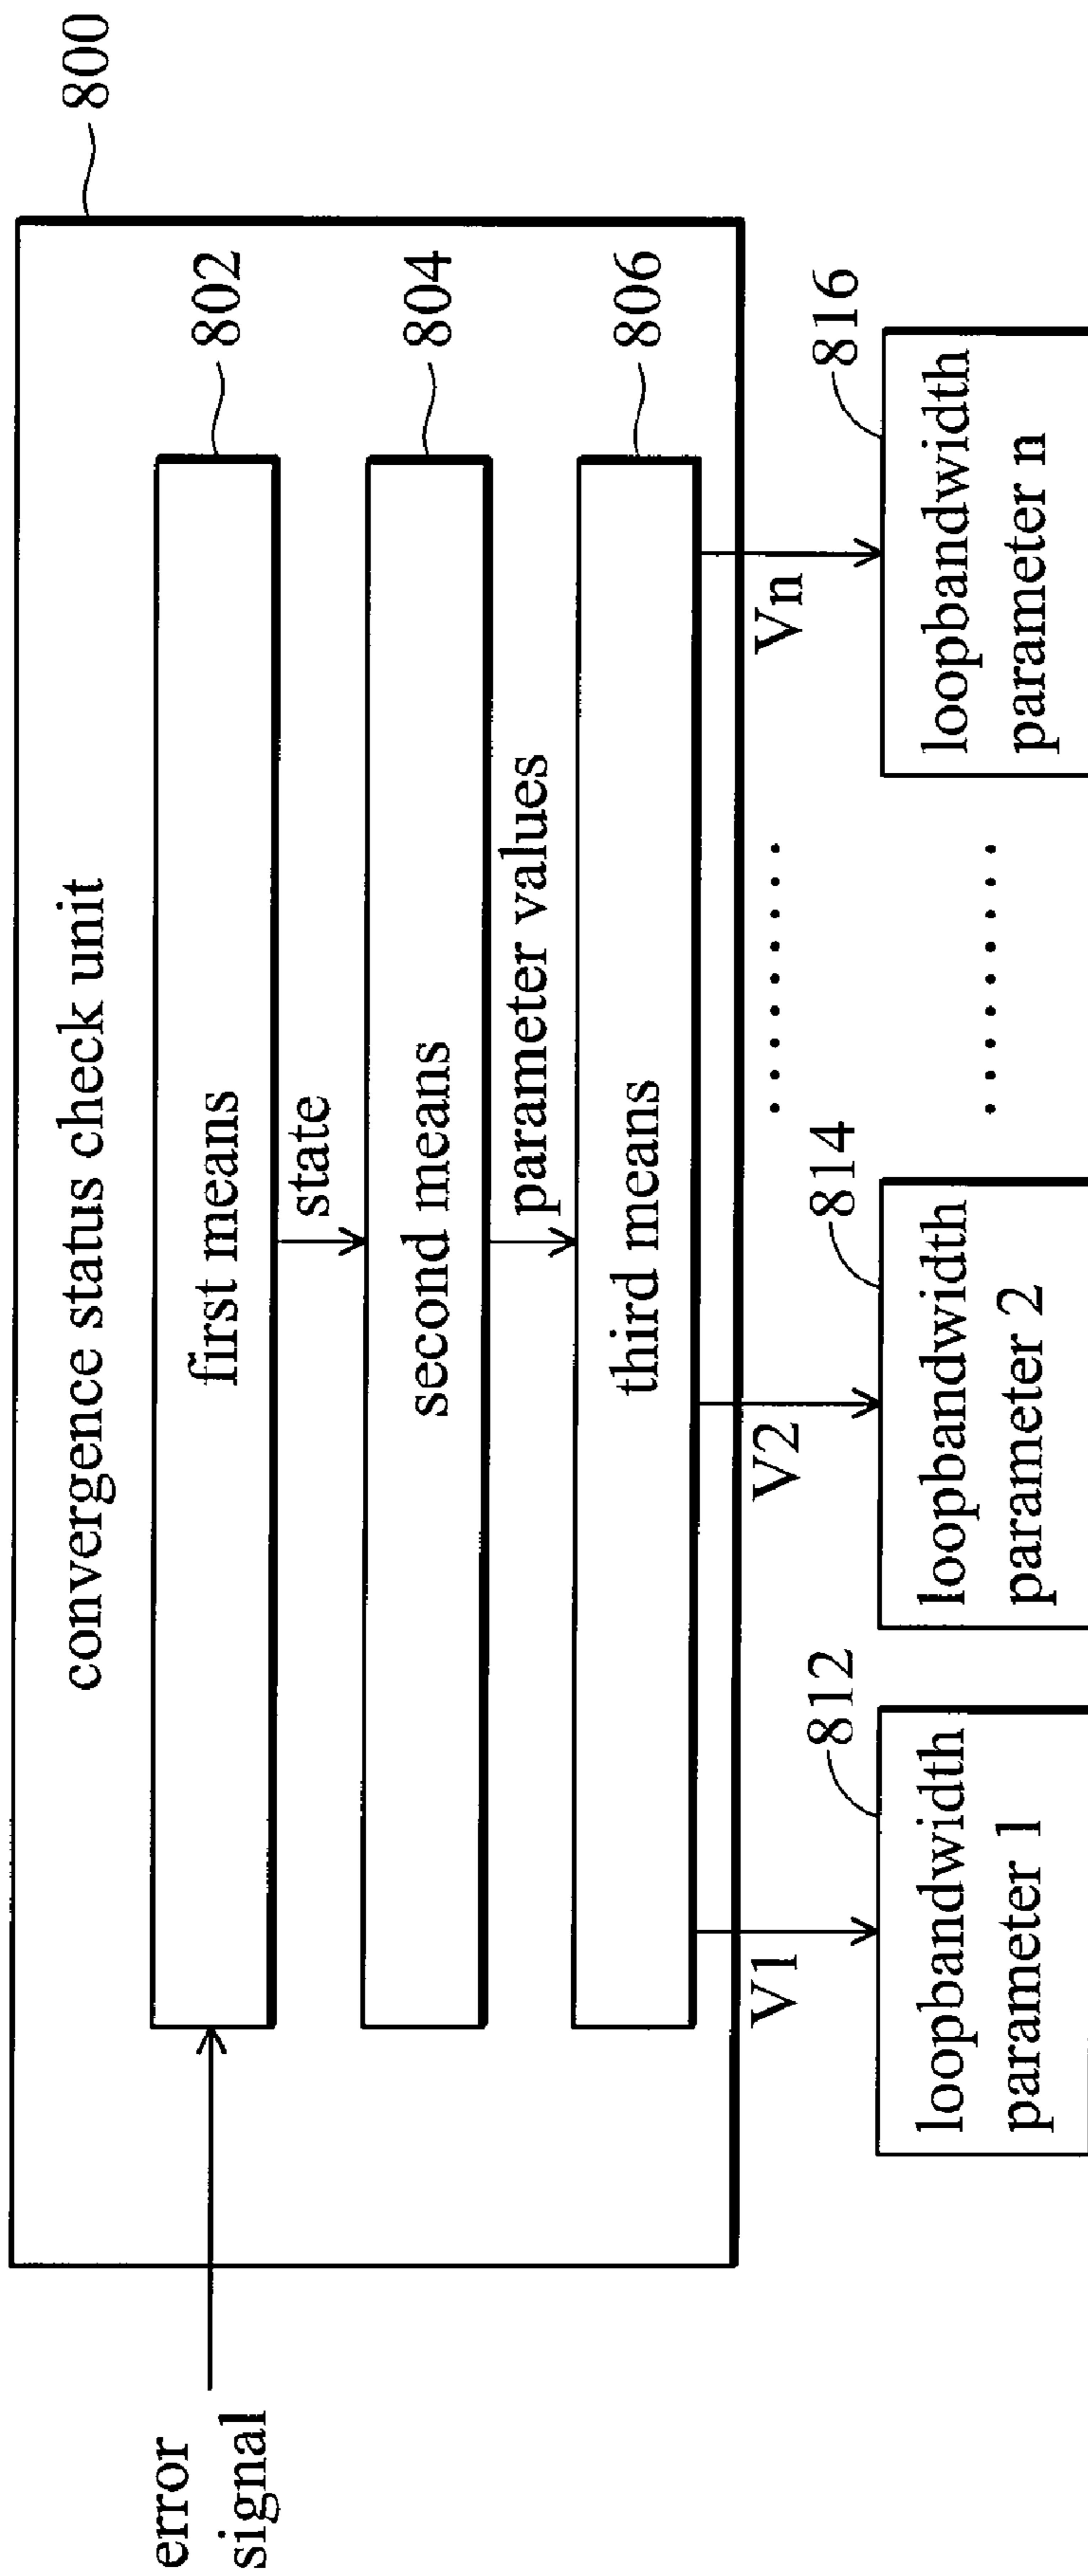 800
convergence status check unit
802
error
signal
first means
state
804
second means
parameter values
806
third means
V1
V2
Vn
812
loopbandwidth
parameter 1
814
loopbandwidth
parameter 2
816
loopbandwidth
parameter n